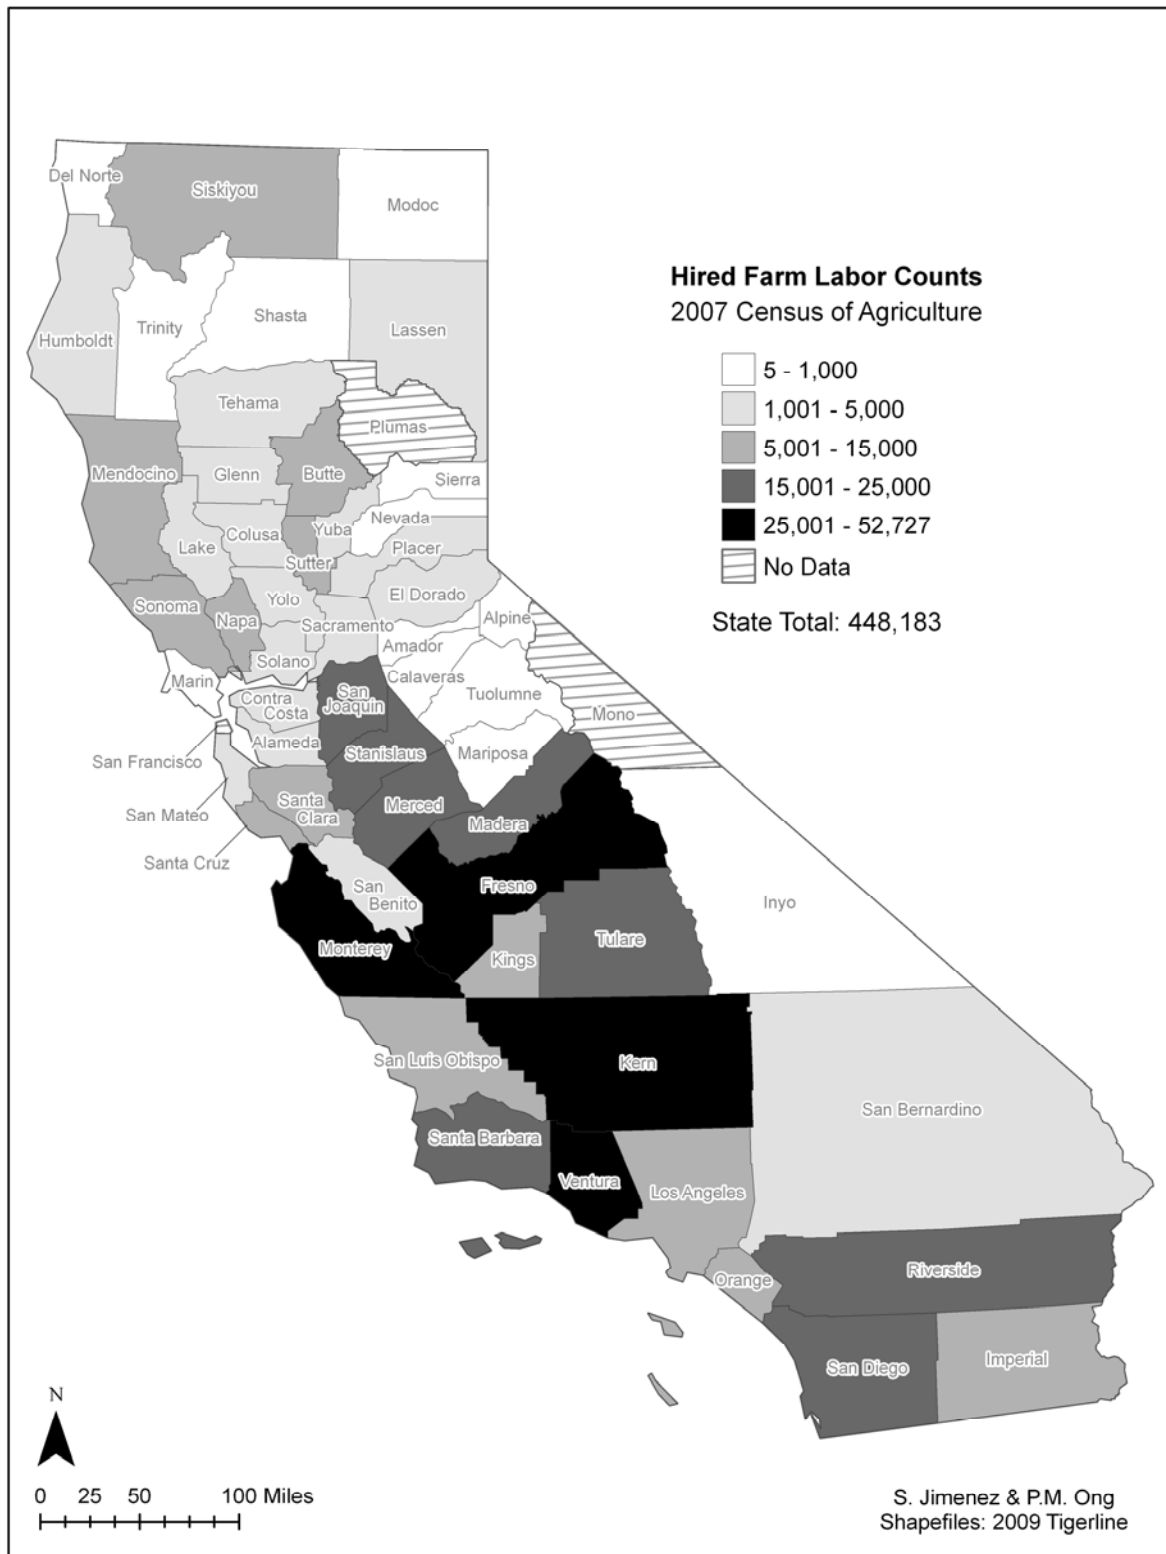 Del Norte
Siskiyou
Modoc
Hired Farm Labor Counts
2007 Census of Agriculture
5 - 1,000
1,001 - 5,000
5,001 - 15,000
15,001 - 25,000
25,001 - 52,727
No Data
State Total: 448,183
Humboldt
Trinity
Shasta
Lassen
Tehama
Plumas
Mendocino
Glenn
Butte
Sierra
Nevada
Yuba
Colusa
Lake
Placer
Sutter
El Dorado
Yolo
Sonoma
Napa
Sacramento
Alpine
Amador
Solano
Calaveras
Marin
Tuolumne
San
Joaquin
Contra
Costa
Mono
Alameda
Stanislaus
Mariposa
San Francisco
Santa
Clara
Merced
San Mateo
Madera
Santa Cruz
Fresno
San
Benito
Inyo
Tulare
Monterey
Kings
San Luis Obispo
Kern
San Bernardino
Santa Barbara
Ventura
Los Angeles
Orange
Riverside
San Diego
Imperial
N
0 25 50 100 Miles
S. Jimenez & P.M. Ong
Shapefiles: 2009 Tigerline